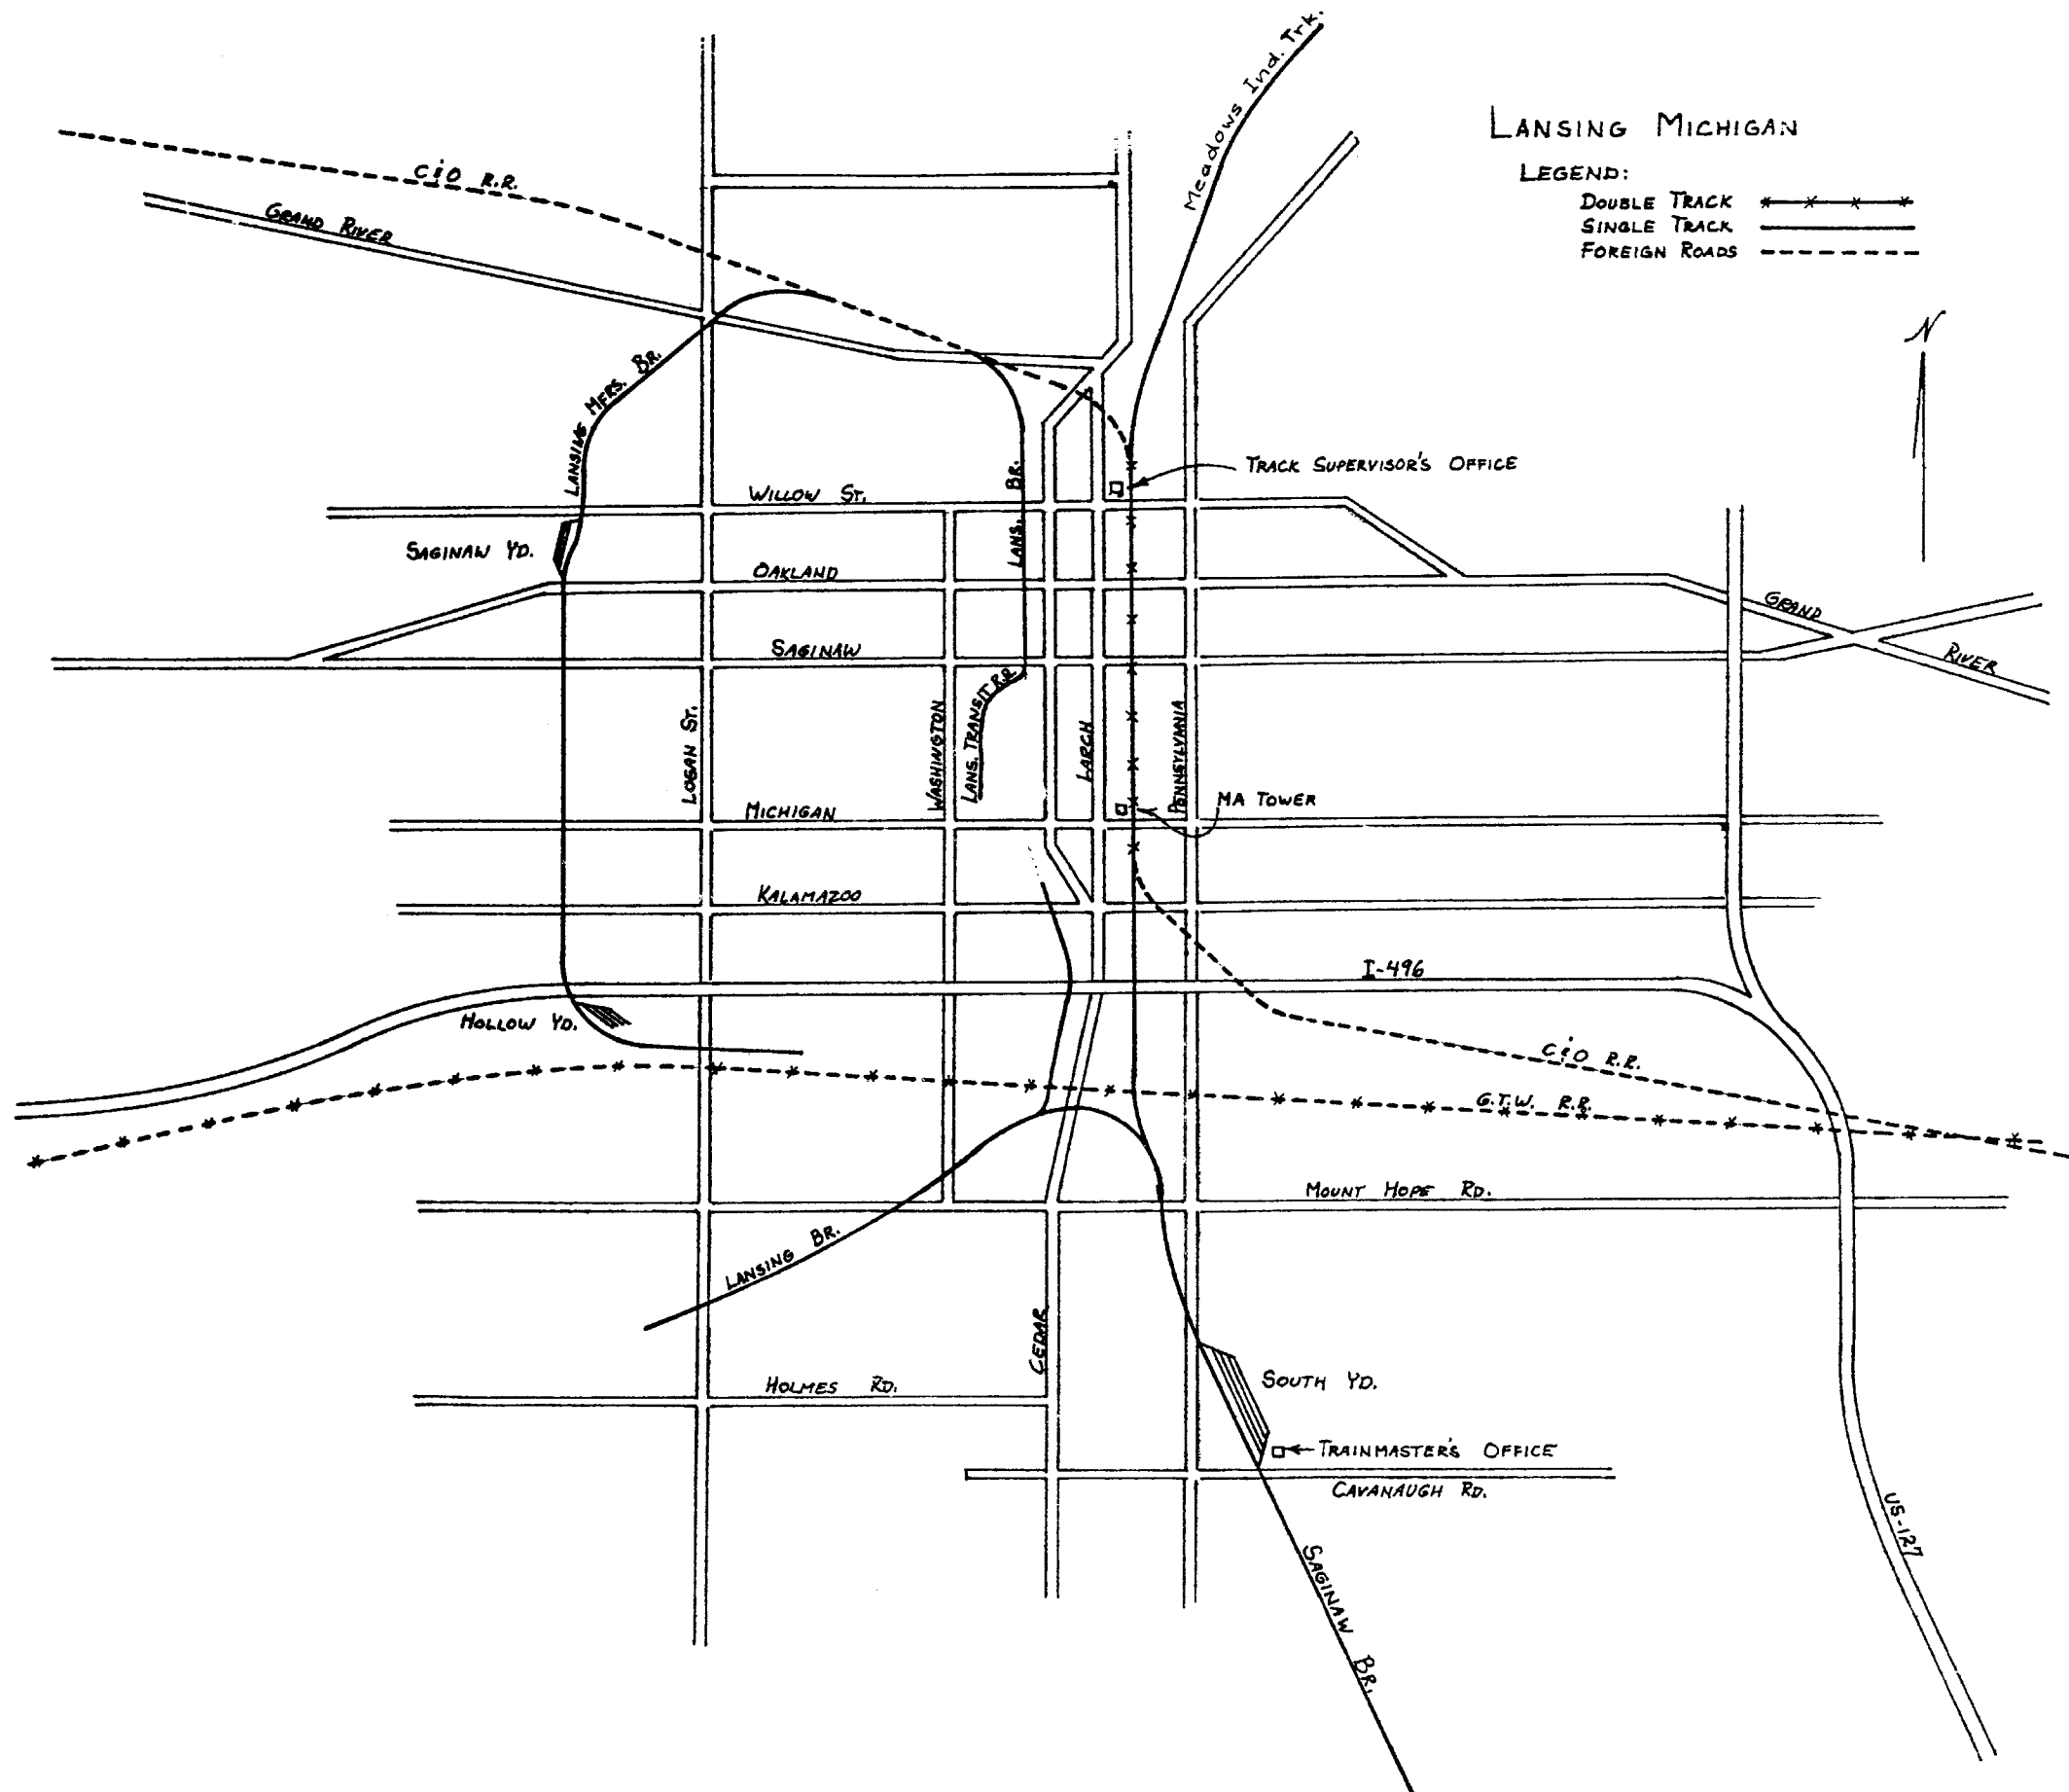 Meadows Ind. Trk.
LANSING MICHIGAN
LEGEND:
DOUBLE TRACK
SINGLE TRACK
FOREIGN ROADS
C&O R.R.
GRAND RIVER
N
LANSING MFRS. BR.
LANS. BR.
TRACK SUPERVISOR'S OFFICE
WILLOW ST.
SAGINAW YD.
OAKLAND
GRAND
RIVER
SAGINAW
LOGAN ST.
WASHINGTON
LANS. TRANSIT R.R.
LARCH
PENNSYLVMNIA
MA TOWER
MICHIGAN
KALAMAZOO
I-496
HOLLOW YD.
C&O R.R.
G.T.W. R.R.
MOUNT HOPE RD.
LANSING BR.
CEDAR
HOLMES RD.
SOUTH YD.
TRAINMASTER'S OFFICE
CAVANAUGH RD.
US-127
SAGINAW BR.